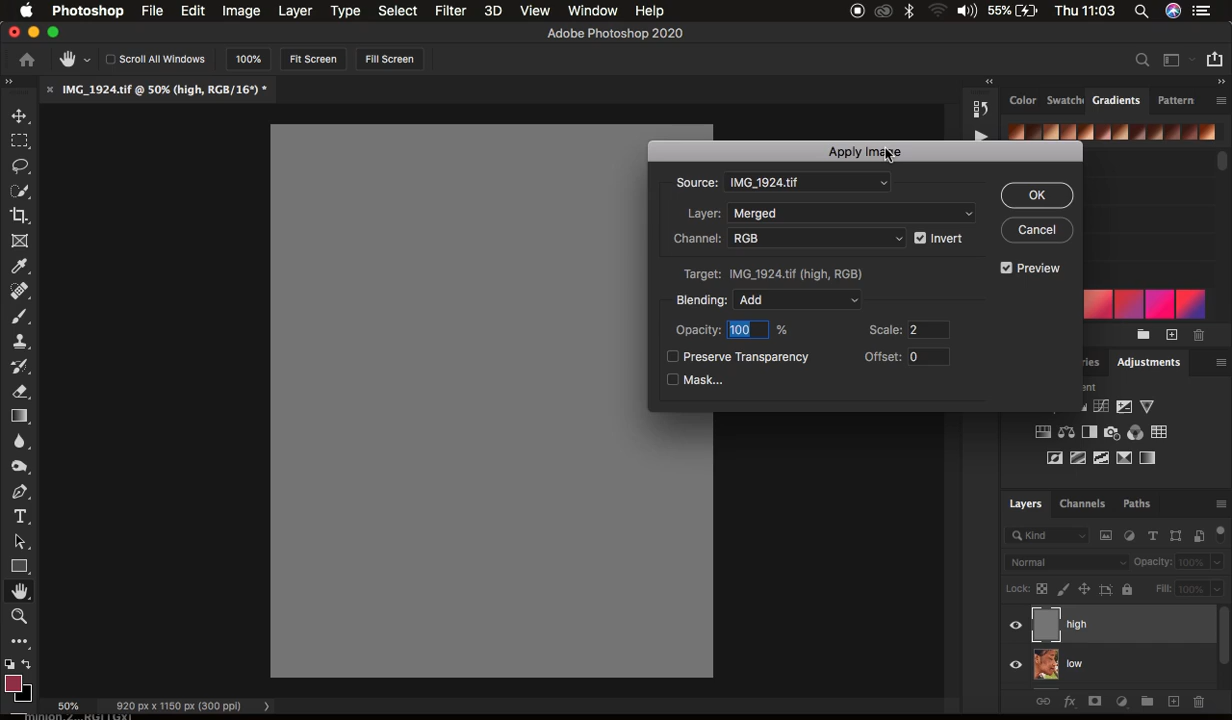 Photoshop File Edit Image Layer Type Select Filter 3D View Window Help 55% Thu 11:03
Adobe Photoshop 2020
Scroll All Windows 100% Fit Screen Fill Screen
IMG_1924.tif @ 50% (high, RGB/16*) *
Color Swatche Gradients Pattern
Apply Image
Source: IMG_1924.tif
OK
Layer: Merged
Cancel
Channel: RGB Invert
Preview
Target: IMG_1924.tif (high, RGB)
Blending: Add
Opacity: 100 % Scale: 2
Preserve Transparency Offset: 0
Mask...
ries Adjustments
ent
Layers Channels Paths
Kind
Normal Opacity: 100%
Lock: Fill: 100%
high
low
50% 920 px x 1150 px (300 ppi)